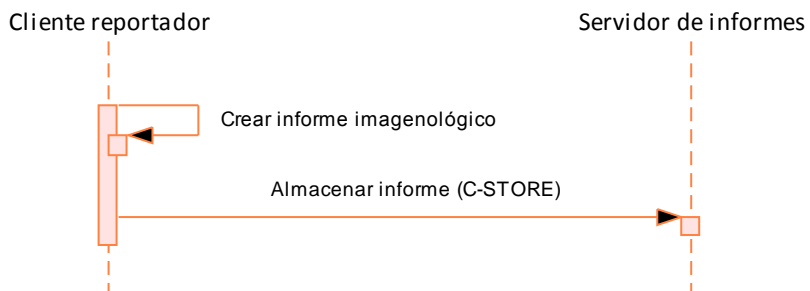 Cliente reportador
Servidor de informes
Crear informe imagenológico
Almacenar informe (C-STORE)